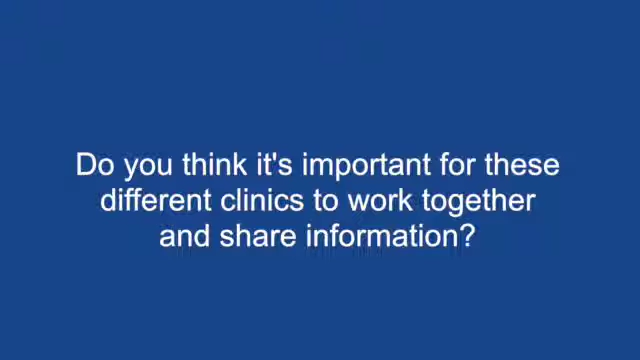 Do you think it's important for these
different clinics to work together
and share information?